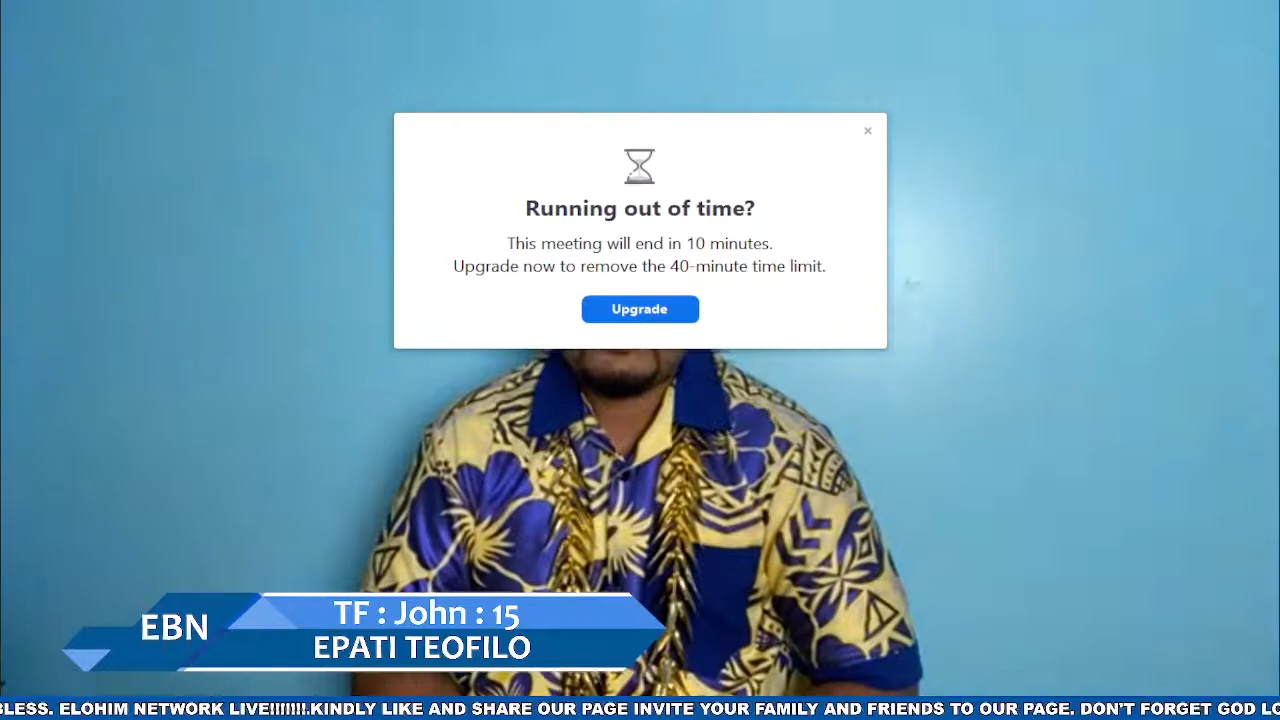 ×
Running out of time?
This meeting will end in 10 minutes.
Upgrade now to remove the 40-minute time limit.
Upgrade
EBN
TF : John : 15
EPATI TEOFILO
BLESS. ELOHIM NETWORK LIVE!!!!!!!.KINDLY LIKE AND SHARE OUR PAGE INVITE YOUR FAMILY AND FRIENDS TO OUR PAGE. DON'T FORGET GOD LO